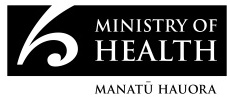 MINISTRY OF
HEALTH
MANATŪ HAUORA